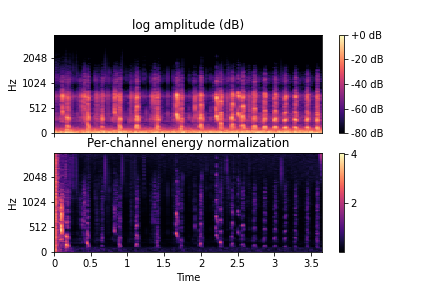 log amplitude (dB)
+0 dB
-20 dB
-40 dB
-60 dB
-80 dB
2048
1024
512
0
Hz
Per-channel energy normalization
4
2
2048
1024
512
0
Hz
0 0.5 1 1.5 2 2.5 3 3.5
Time